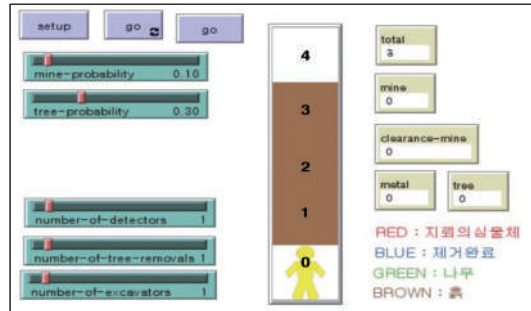 setup
go
go
mine-probability 0.10
tree-probability 0.30
number-of-detectors 1
number-of-tree-removals 1
number-of-excavators 1
4
3
2
1
0
total
3
mine
0
clearance-mine
0
metal
0
tree
0
RED : 지뢰의심물체
BLUE : 제거완료
GREEN : 나무
BROWN : 흙